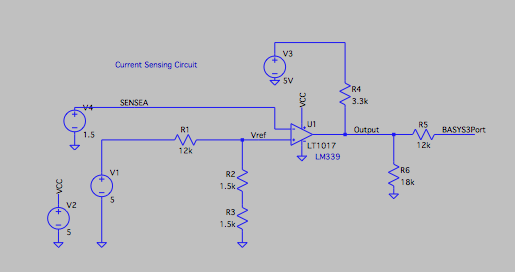 Current Sensing Circuit
V3
5V
VCC
R4
3.3k
V4
SENSEA
1.5
R1
12k
Vref
U1
LT1017
LM339
Output
R5
12k
BASYS3Port
R6
18k
V1
5
R2
1.5k
R3
1.5k
VCC
V2
5